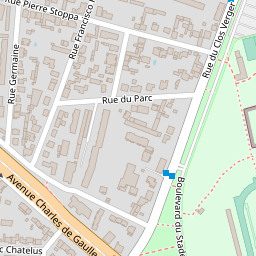 Rue Pierre Stoppa
Rue Francisco
Rue Germaine
Rue du Clos Verger
Rue du Parc
Boulevard du Stade
Avenue Charles de Gaulle
c Chatelus